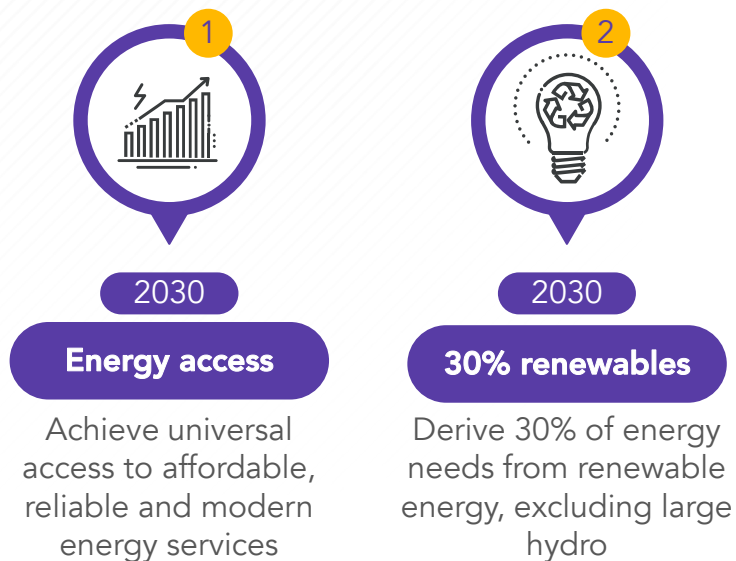 1
2030
Energy access
Achieve universal
access to affordable,
reliable and modern
energy services
2
2030
30% renewables
Derive 30% of energy
needs from renewable
energy, excluding large
hydro